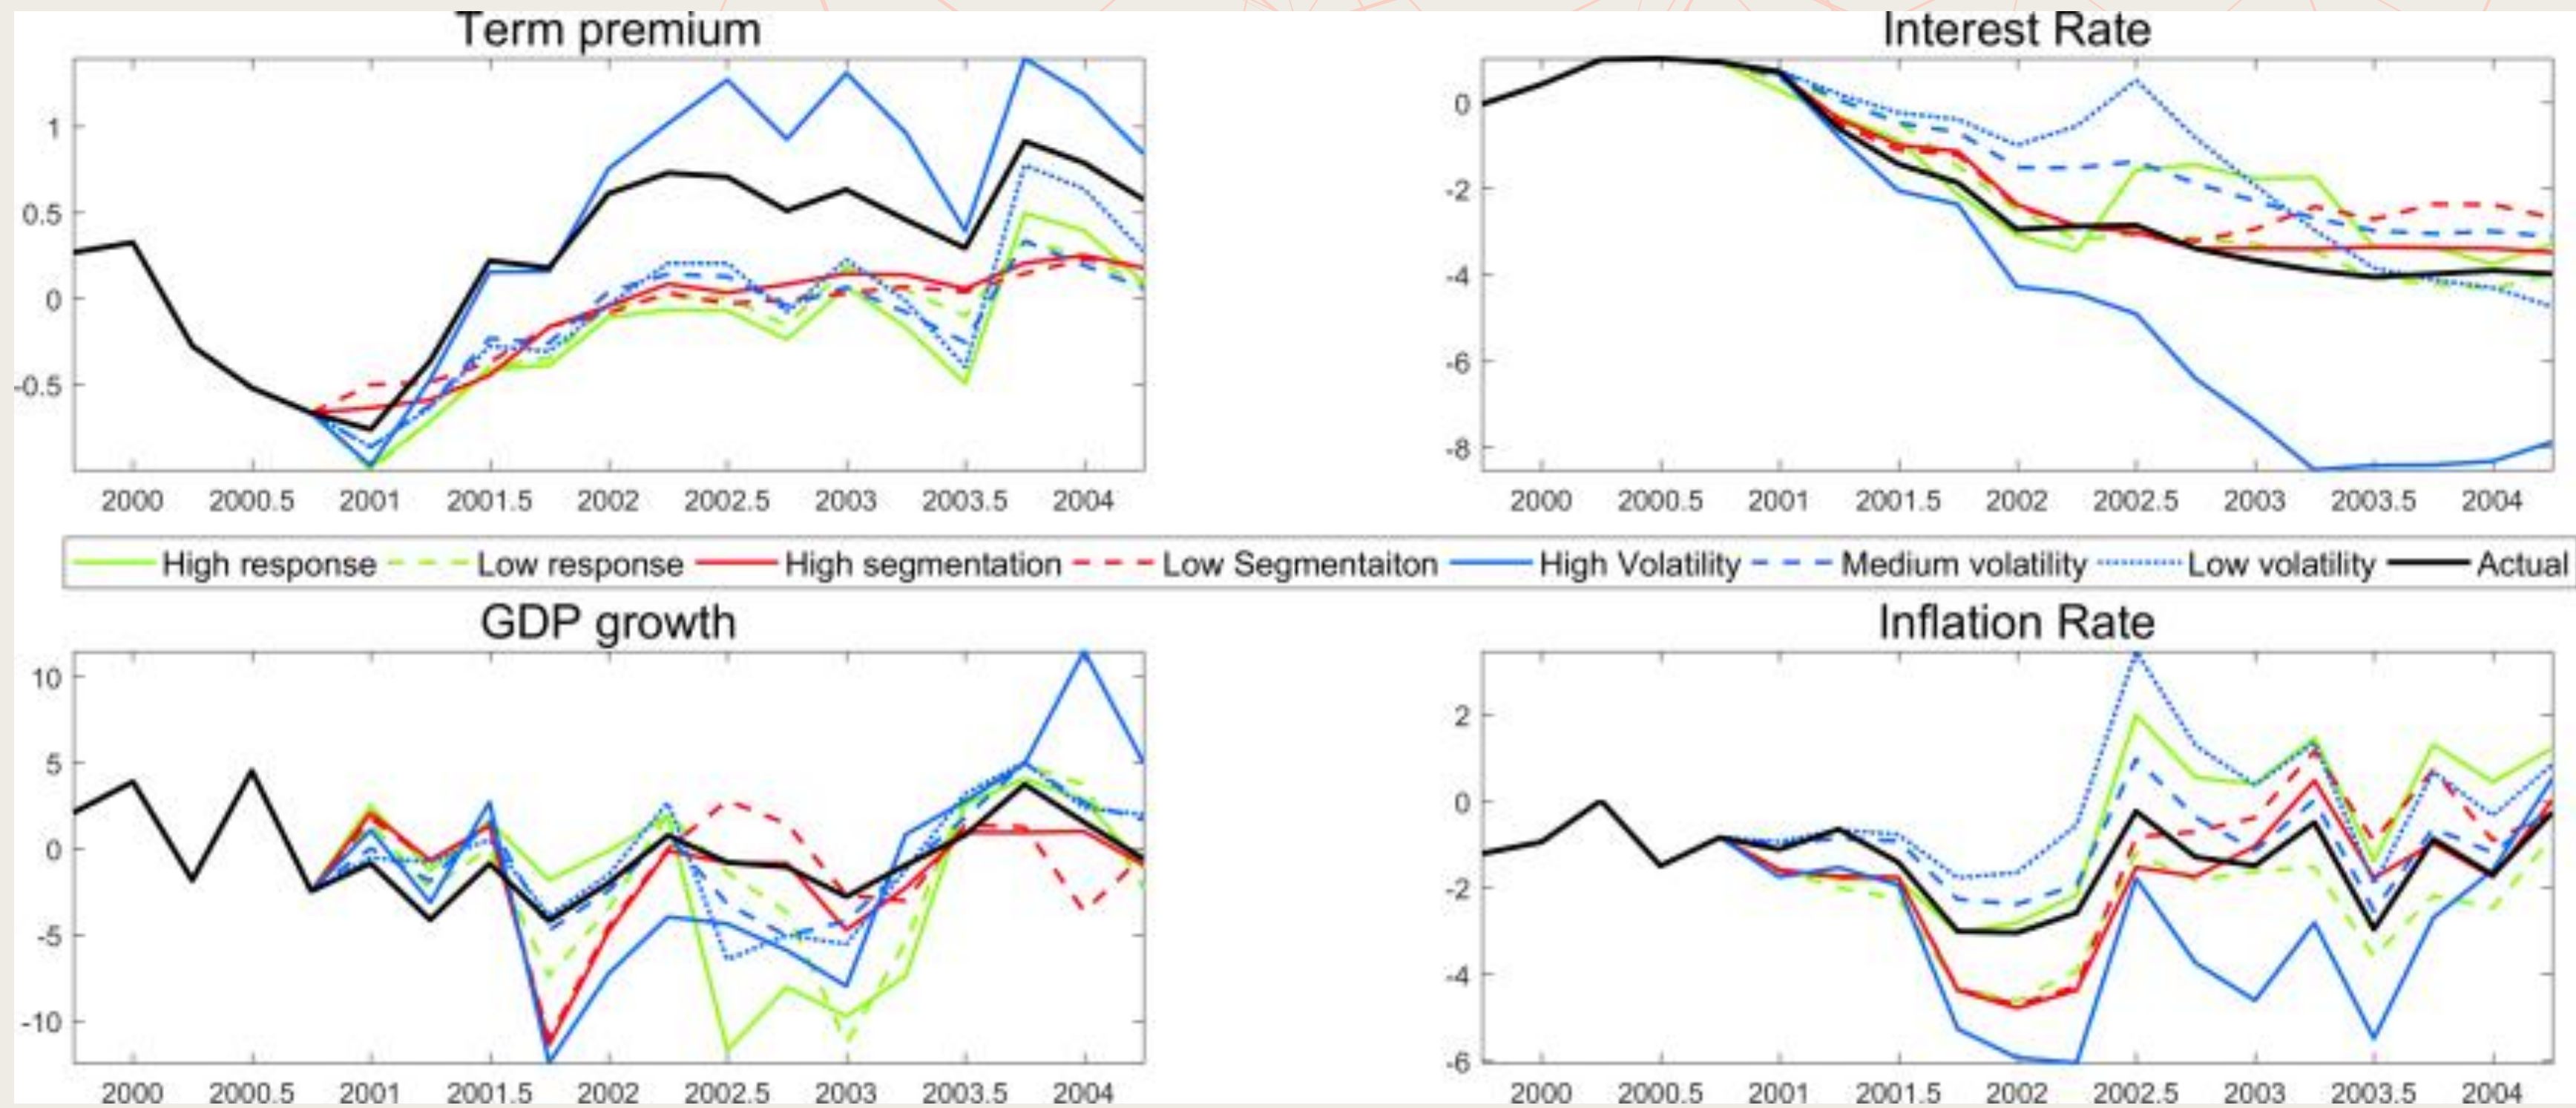 Term premium
Interest Rate
1
0.5
0
-0.5
2000 2000.5 2001 2001.5 2002 2002.5 2003 2003.5 2004
0
-2
-4
-6
-8
2000 2000.5 2001 2001.5 2002 2002.5 2003 2003.5 2004
High response Low response High segmentation Low Segmentaiton High Volatility Medium volatility Low volatility Actual
GDP growth
Inflation Rate
10
5
0
-5
-10
2000 2000.5 2001 2001.5 2002 2002.5 2003 2003.5 2004
2
0
-2
-4
-6
2000 2000.5 2001 2001.5 2002 2002.5 2003 2003.5 2004